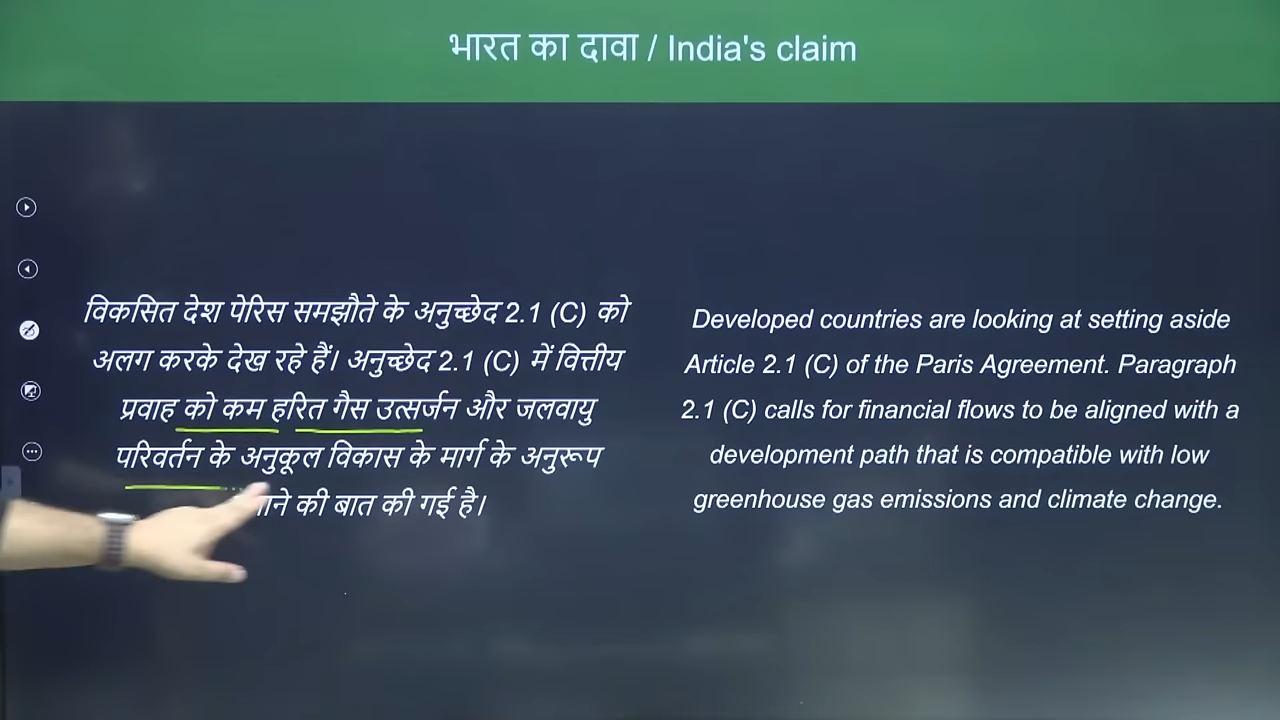 भारत का दावा / India's claim
विकसित देश पेरिस समझौते के अनुच्छेद 2.1 (C) को
अलग करके देख रहे हैं। अनुच्छेद 2.1 (C) में वित्तीय
प्रवाह को कम हरित गैस उत्सर्जन और जलवायु
परिवर्तन के अनुकूल विकास के मार्ग के अनुरूप
की बात की गई है।
Developed countries are looking at setting aside
Article 2.1 (C) of the Paris Agreement. Paragraph
2.1 (C) calls for financial flows to be aligned with a
development path that is compatible with low
greenhouse gas emissions and climate change.